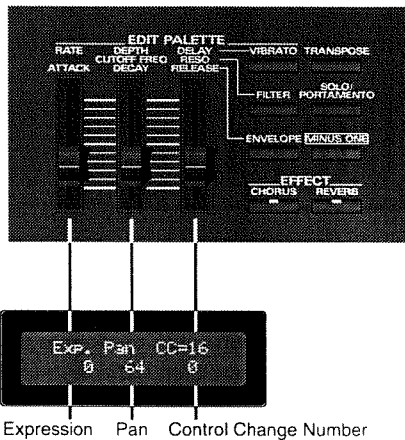 EDIT PALETTE
RATE DEPTH DELAY VIBRATO TRANSPOSE
CUTOFF FREQ RESO
ATTACK DECAY RELEASE
FILTER SOLO/
PORTAMENTO
ENVELOPE MINUS ONE
EFFECT
CHORUS REVERB
Exp. Pan CC=16
0 64 0
Expression Pan Control Change Number